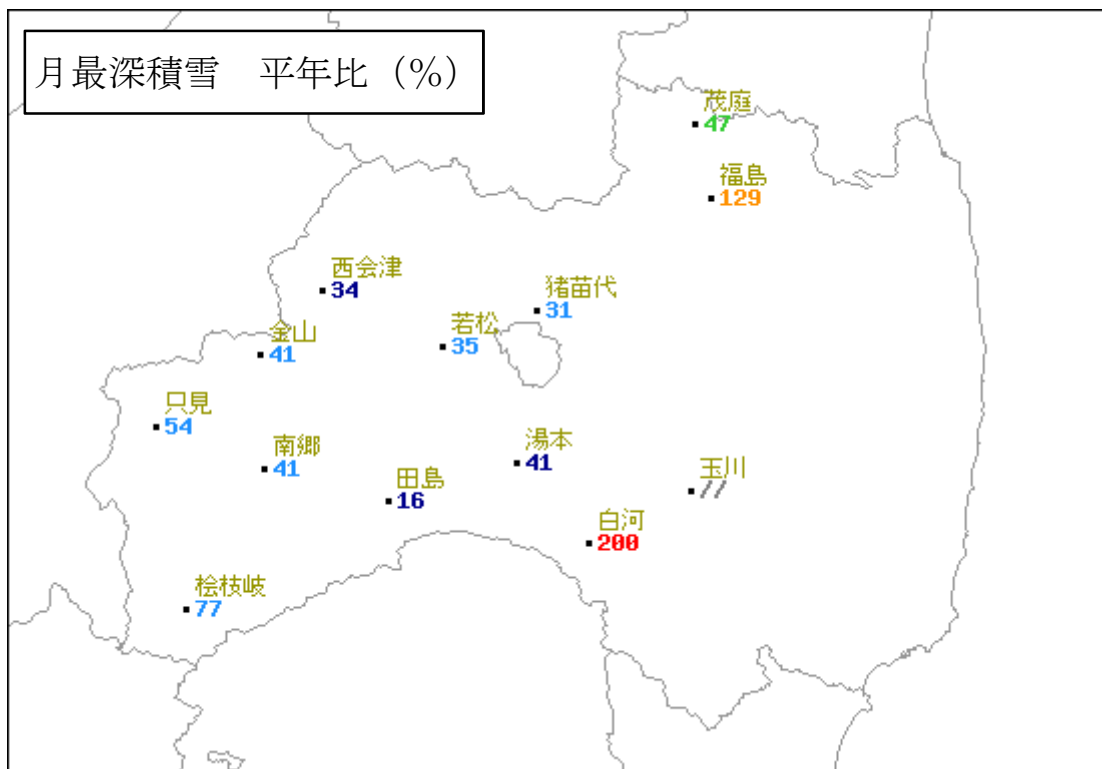 月最深積雪　平年比（%）
茂庭
47
福島
129
西会津
34
猪苗代
31
金山
41
若松
35
只見
54
南郷
41
湯本
41
田島
16
玉川
//
白河
200
桧枝岐
77